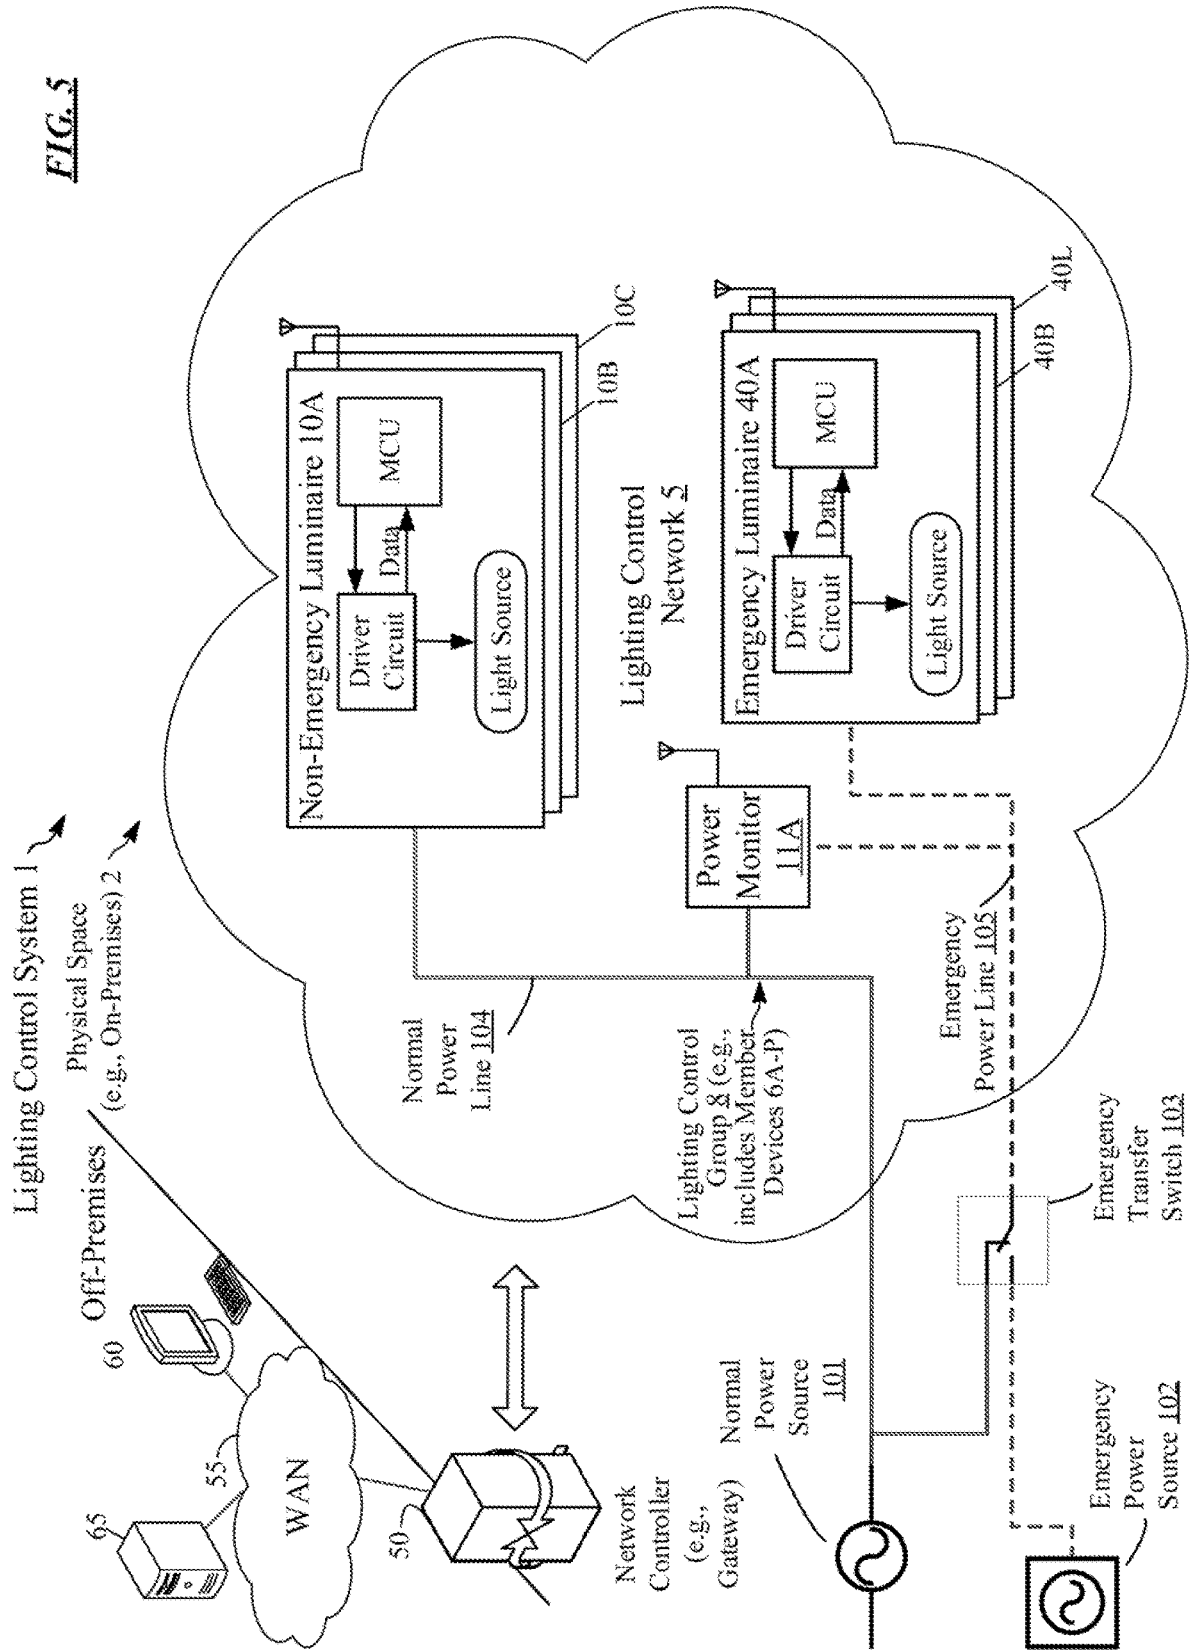 FIG. 5
Lighting Control System 1
Physical Space
(e.g., On-Premises) 2
Off-Premises
65
55
60
WAN
50
Network
Controller
(e.g.,
Gateway)
Non-Emergency Luminaire 10A
MCU
Data
Driver
Circuit
Light Source
10B
10C
Normal
Power
Line 104
Lighting Control
Network 5
Power
Monitor
11A
Lighting Control
Group 8 (e.g.,
includes Member
Devices 6A-P)
Emergency Luminaire 40A
MCU
Data
Driver
Circuit
Light Source
40B
40L
Normal
Power
Source 101
Emergency
Power Line 105
Emergency
Transfer
Switch 103
Emergency
Power
Source 102